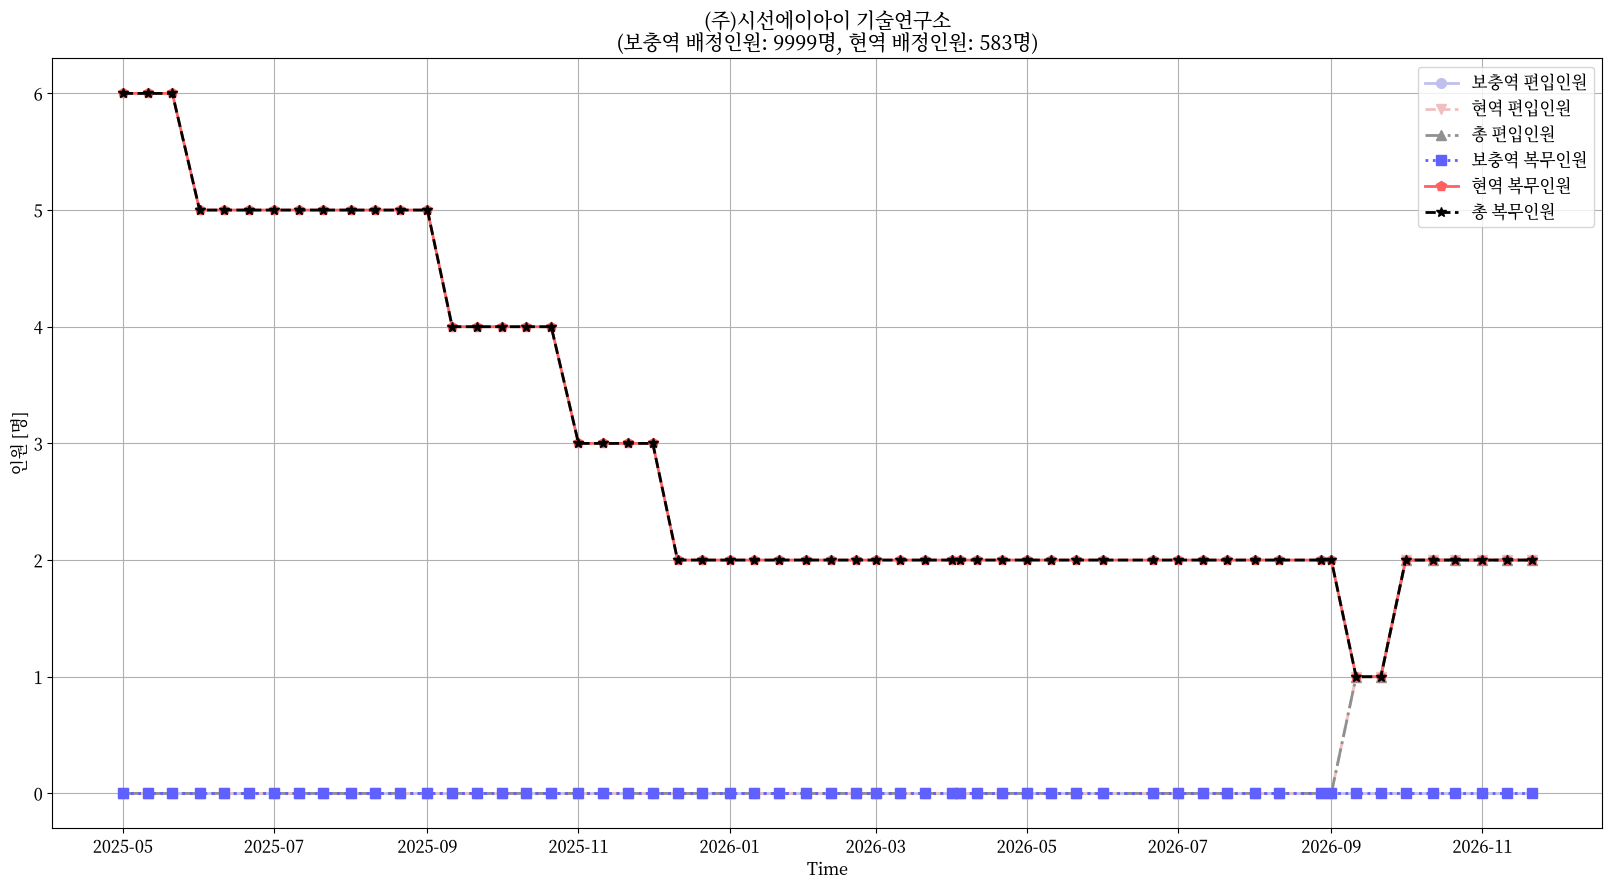 (주)시선에이아이 기술연구소
(보충역 배정인원: 9999명, 현역 배정인원: 583명)
보충역 편입인원
현역 편입인원
총 편입인원
보충역 복무인원
현역 복무인원
총 복무인원
인원 [명]
6
5
4
3
2
1
0
2025-05
2025-07
2025-09
2025-11
2026-01
2026-03
2026-05
2026-07
2026-09
2026-11
Time